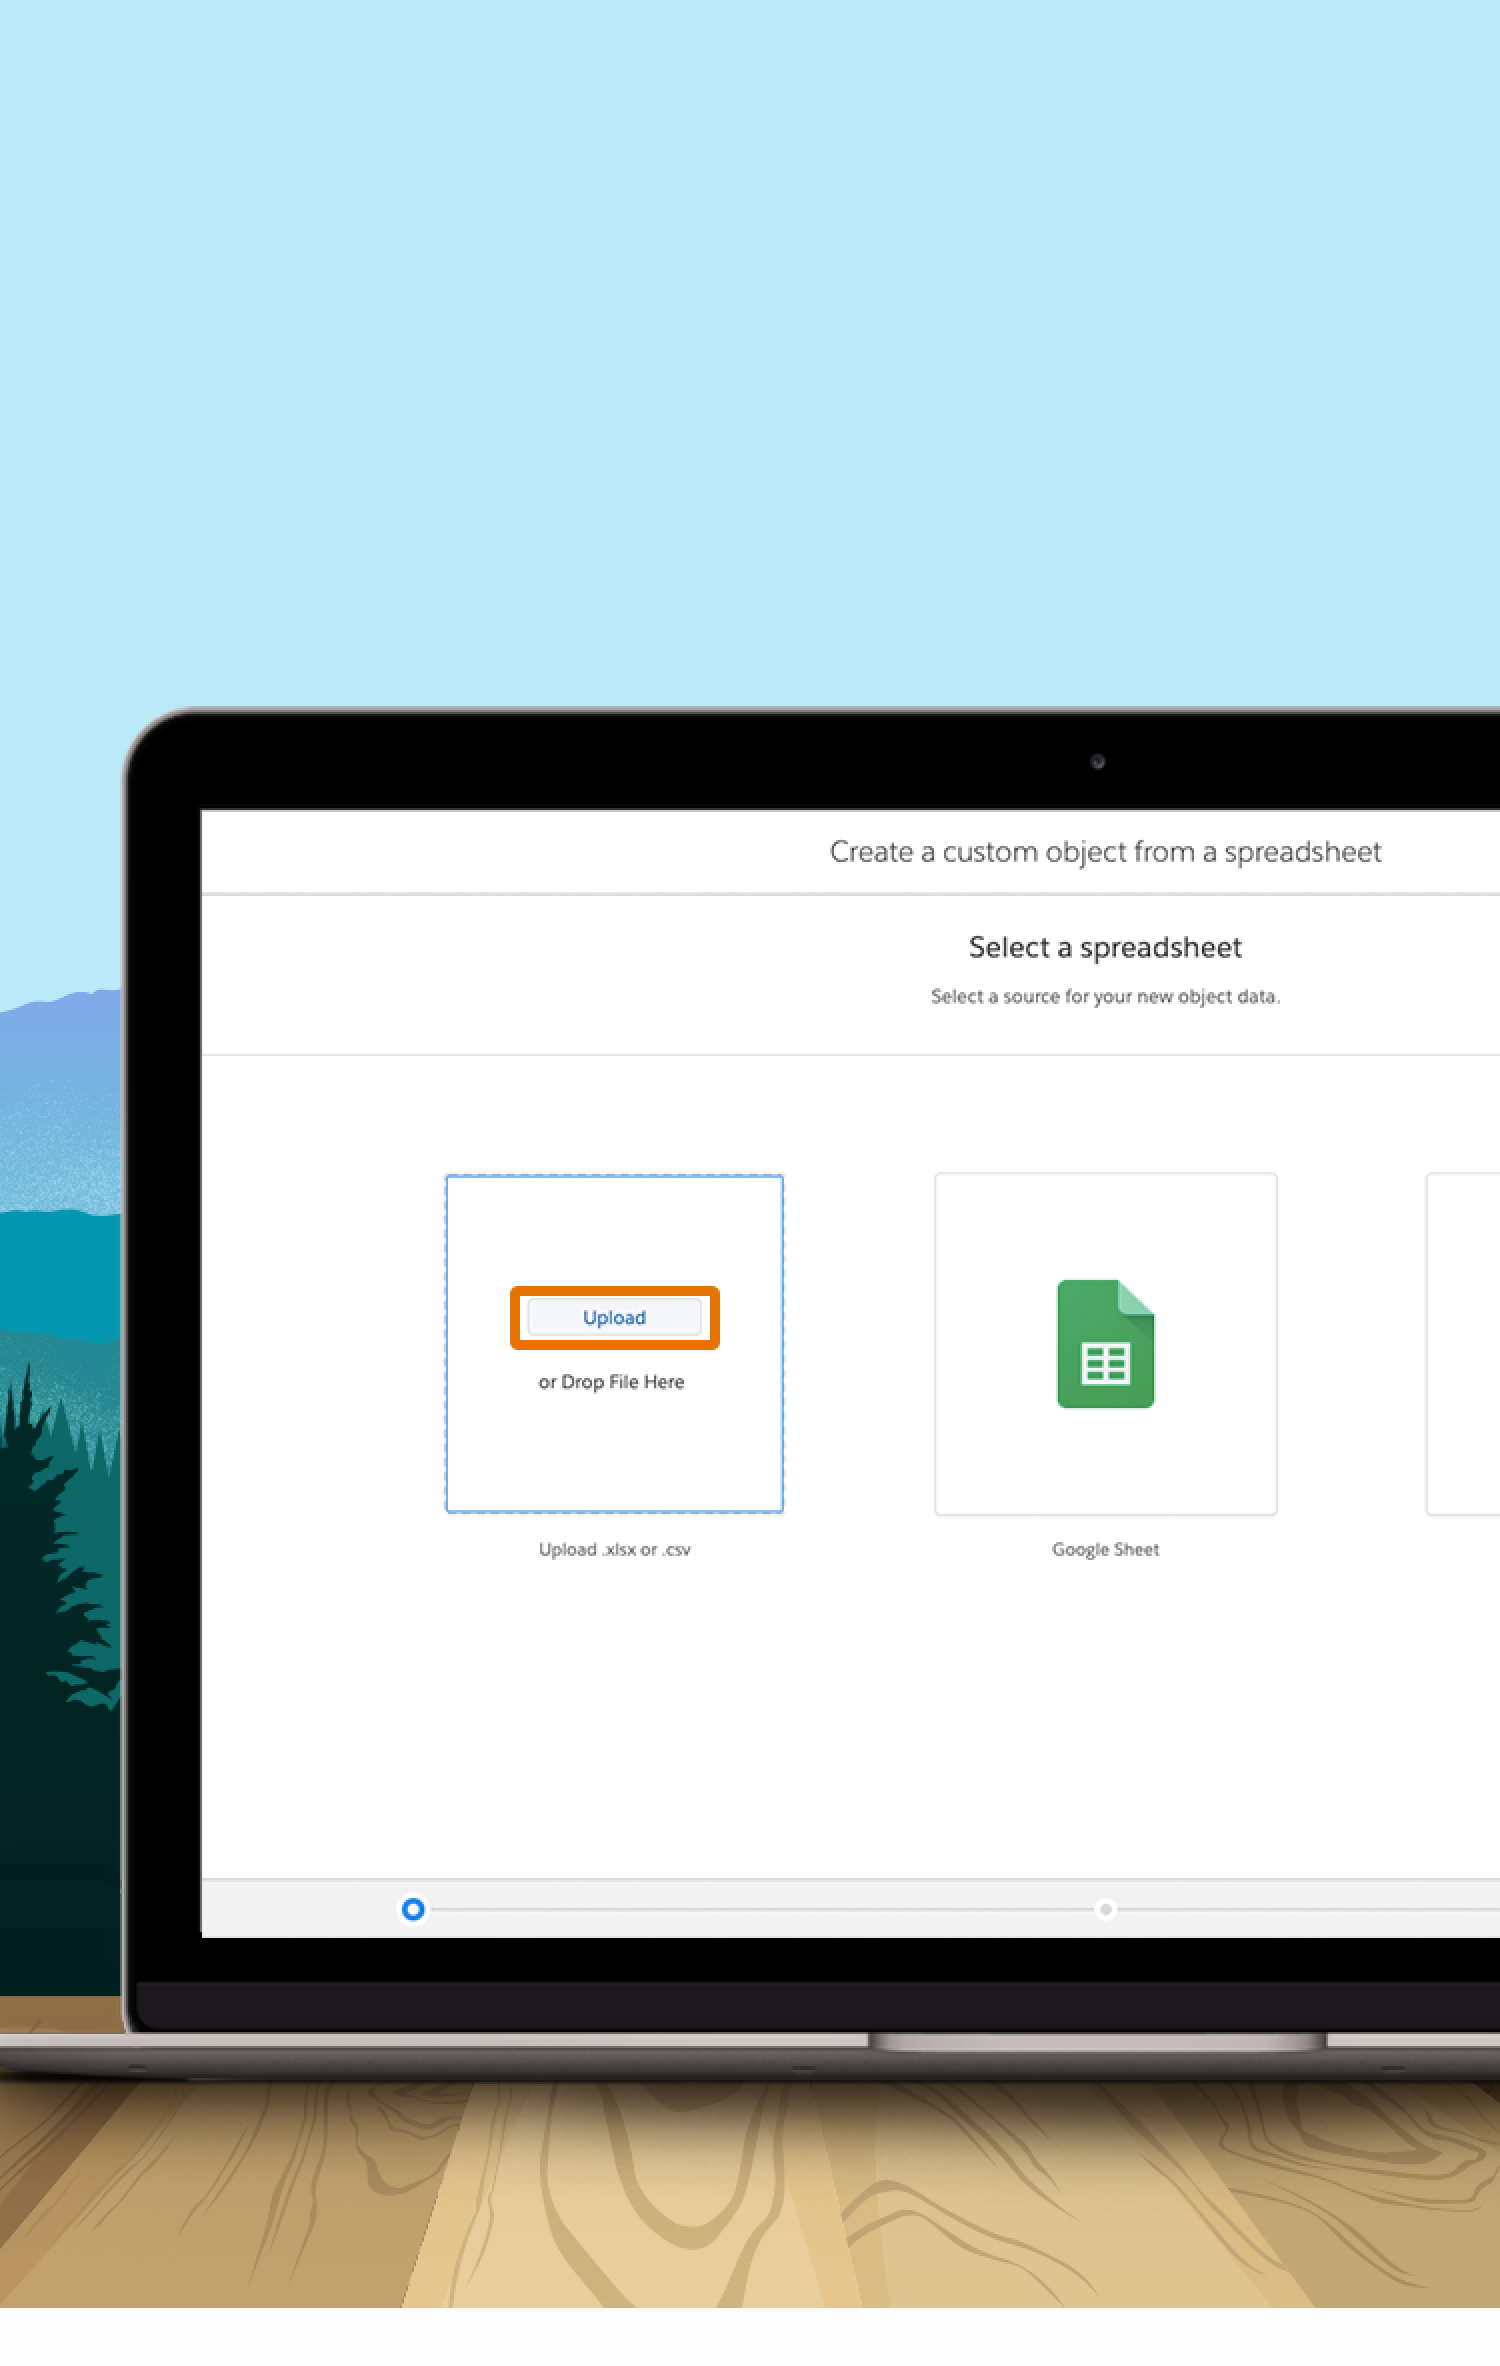 Create a custom object from a spreadsheet
Select a spreadsheet
Select a source for your new object data.
Upload
or Drop File Here
Upload .xlsx or .csv
Google Sheet